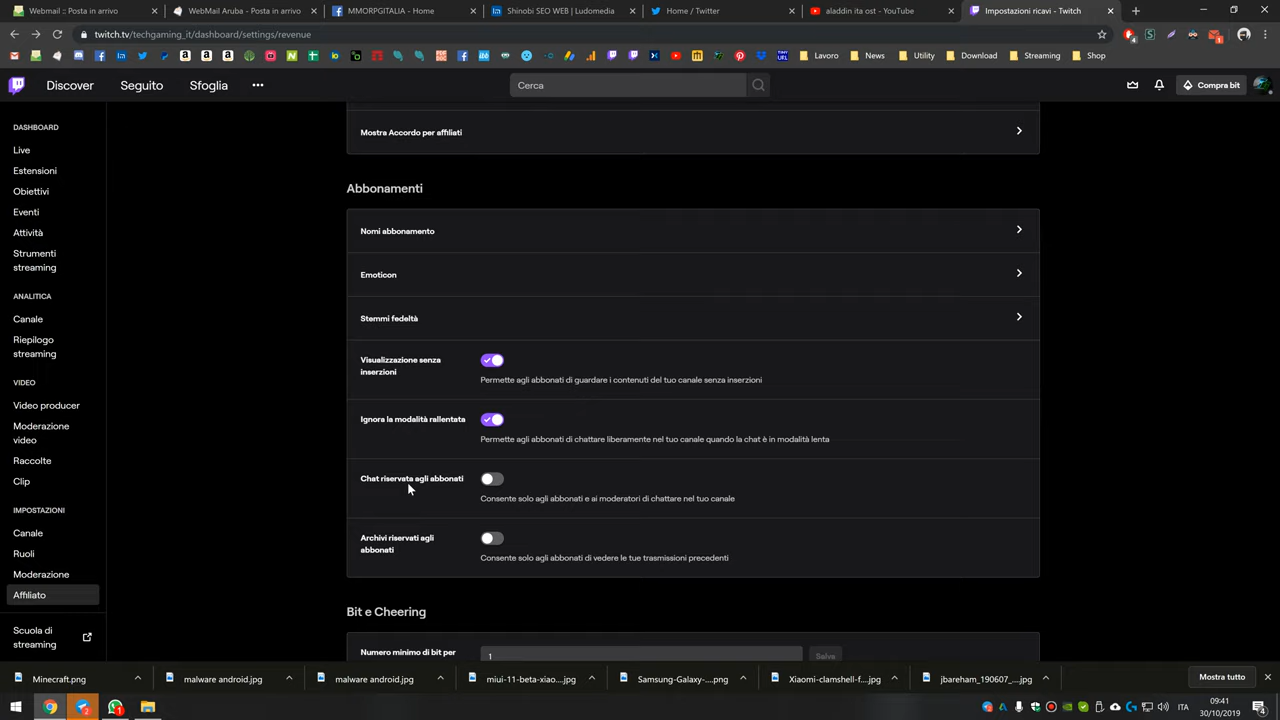 Webmail :: Posta in arrivo
WebMail Aruba - Posta in arrivo
MMORPGITALIA - Home
Shinobi SEO WEB | Ludomedia
Home / Twitter
aladdin ita ost - YouTube
Impostazioni ricavi - Twitch
twitch.tv/techgaming_it/dashboard/settings/revenue
Lavoro
News
Utility
Download
Streaming
Shop
Discover
Seguito
Sfoglia
Cerca
Compra bit
DASHBOARD
Live
Estensioni
Obiettivi
Eventi
Attività
Strumenti
streaming
ANALITICA
Canale
Riepilogo
streaming
VIDEO
Video producer
Moderazione
video
Raccolte
Clip
IMPOSTAZIONI
Canale
Ruoli
Moderazione
Affiliato
Scuola di
streaming
Mostra Accordo per affiliati
Abbonamenti
Nomi abbonamento
Emoticon
Stemmi fedeltà
Visualizzazione senza
inserzioni
Permette agli abbonati di guardare i contenuti del tuo canale senza inserzioni
Ignora la modalità rallentata
Permette agli abbonati di chattare liberamente nel tuo canale quando la chat è in modalità lenta
Chat riservata agli abbonati
Consente solo agli abbonati e ai moderatori di chattare nel tuo canale
Archivi riservati agli
abbonati
Consente solo agli abbonati di vedere le tue trasmissioni precedenti
Bit e Cheering
Numero minimo di bit per
1
Salva
Minecraft.png
malware android.jpg
malware android.jpg
miui-11-beta-xiao....jpg
Samsung-Galaxy-....png
Xiaomi-clamshell-f....jpg
jbareham_190607_....jpg
Mostra tutto
ITA
09:41
30/10/2019